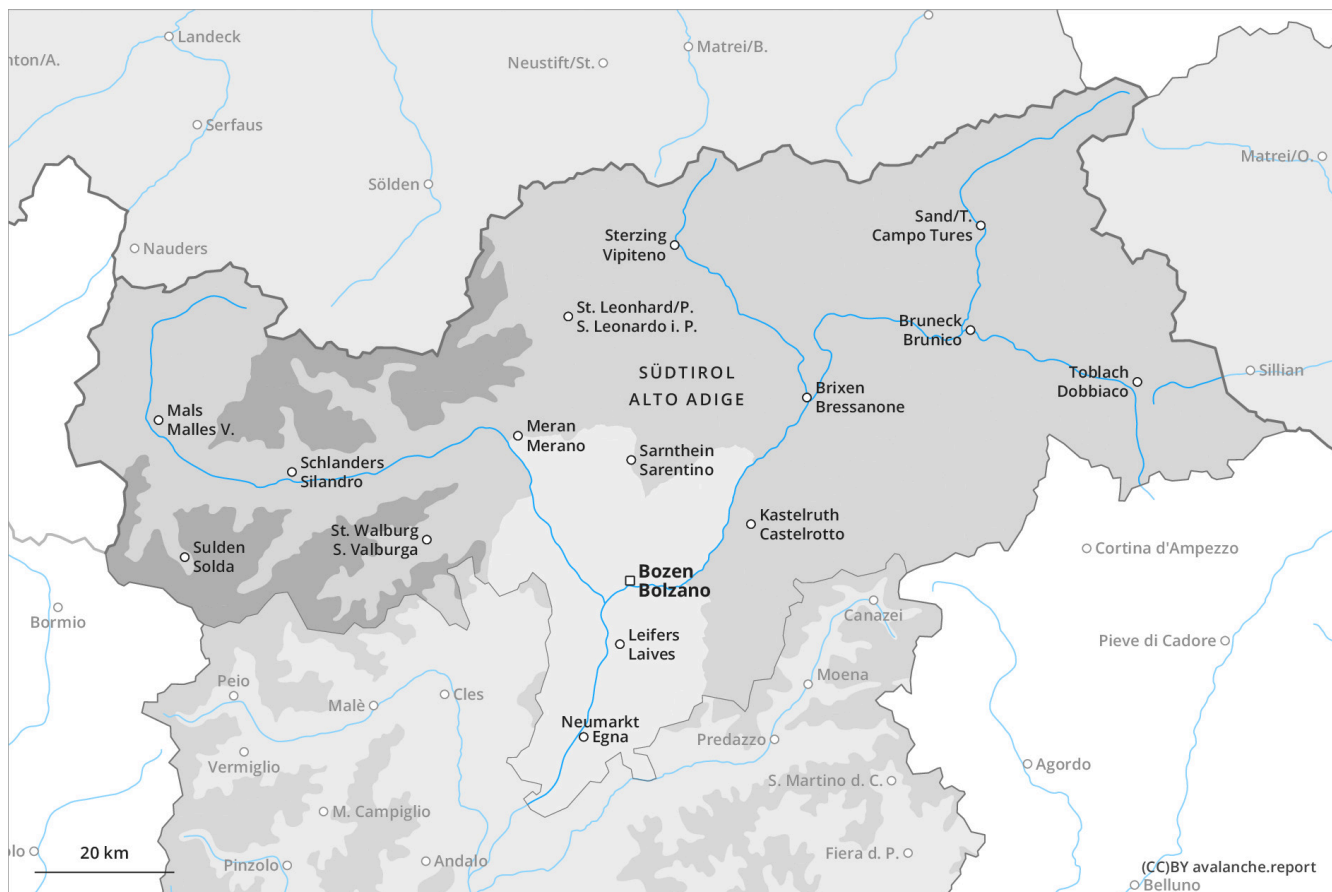 Landeck
nton/A.
Matrei/B.
Neustift/St.
Serfaus
Matrei/O.
Sölden
Sand/T.
Campo Tures
Sterzing
Vipiteno
Nauders
St. Leonhard/P.
S. Leonardo i. P.
Bruneck
Brunico
SÜDTIROL
ALTO ADIGE
Toblach
Dobbiaco
Sillian
Brixen
Bressanone
Mals
Malles V.
Meran
Merano
Sarnthein
Sarentino
Schlanders
Silandro
Kastelruth
Castelrotto
St. Walburg
S. Valburga
Sulden
Solda
Cortina d'Ampezzo
Bozen
Bolzano
Bormio
Canazei
Leifers
Laives
Pieve di Cadore
Peio
Moena
Malè
Cles
Neumarkt
Egna
Predazzo
Vermiglio
Agordo
S. Martino d. C.
M. Campiglio
olo
20 km
Pinzolo
Andalo
Fiera d. P.
(CC)BY avalanche.report
Belluno